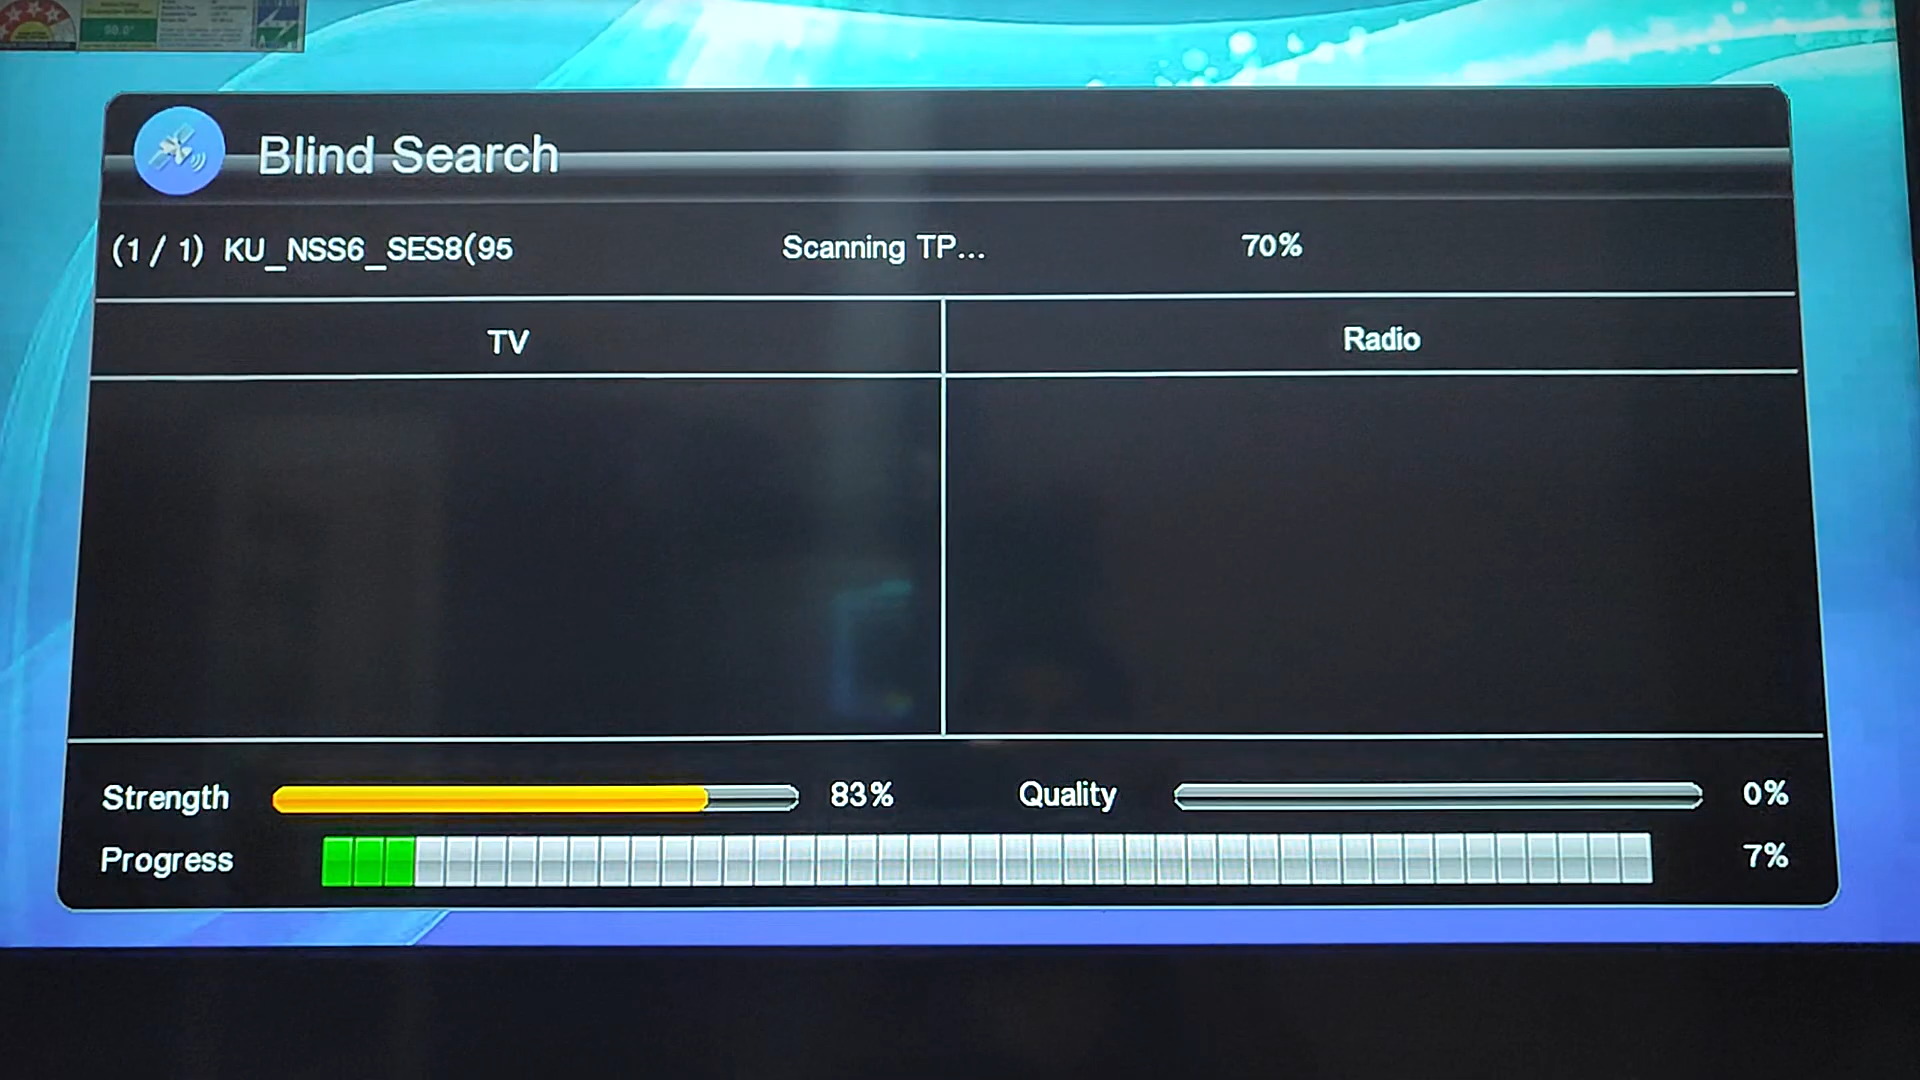 Blind Search
(1 / 1) KU_NSS6_SES8(95 Scanning TP... 70%
TV Radio
Strength 83% Quality 0%
Progress 7%